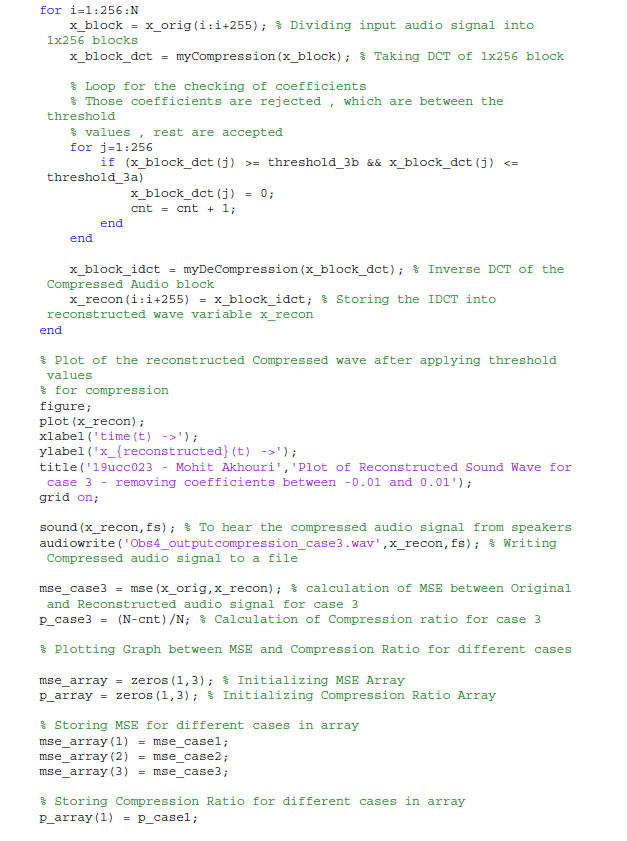 for i=1:256:N
x_block = x_orig(i:i+255); % Dividing input audio signal into
1x256 blocks
x_block_dct = myCompression(x_block); % Taking DCT of 1x256 block
% Loop for the checking of coefficients
% Those coefficients are rejected , which are between the
threshold
% values , rest are accepted
for j=1:256
if (x_block_dct(j) >= threshold_3b && x_block_dct(j) <=
threshold_3a)
x_block_dct(j) = 0;
cnt = cnt + 1;
end
end
x_block_idct = myDeCompression(x_block_dct); % Inverse DCT of the
Compressed Audio block
x_recon(i:i+255) = x_block_idct; % Storing the IDCT into
reconstructed wave variable x_recon
end
% Plot of the reconstructed Compressed wave after applying threshold
values
% for compression
figure;
plot(x_recon);
xlabel('time(t) ->');
ylabel('x_{reconstructed}(t) ->');
title('19ucc023 - Mohit Akhouri','Plot of Reconstructed Sound Wave for
case 3 - removing coefficients between -0.01 and 0.01');
grid on;
sound(x_recon,fs); % To hear the compressed audio signal from speakers
audiowrite('Obs4_outputcompression_case3.wav',x_recon,fs); % Writing
Compressed audio signal to a file
mse_case3 = mse(x_orig,x_recon); % calculation of MSE between Original
and Reconstructed audio signal for case 3
p_case3 = (N-cnt)/N; % Calculation of Compression ratio for case 3
% Plotting Graph between MSE and Compression Ratio for different cases
mse_array = zeros(1,3); % Initializing MSE Array
p_array = zeros(1,3); % Initializing Compression Ratio Array
% Storing MSE for different cases in array
mse_array(1) = mse_case1;
mse_array(2) = mse_case2;
mse_array(3) = mse_case3;
% Storing Compression Ratio for different cases in array
p_array(1) = p_case1;